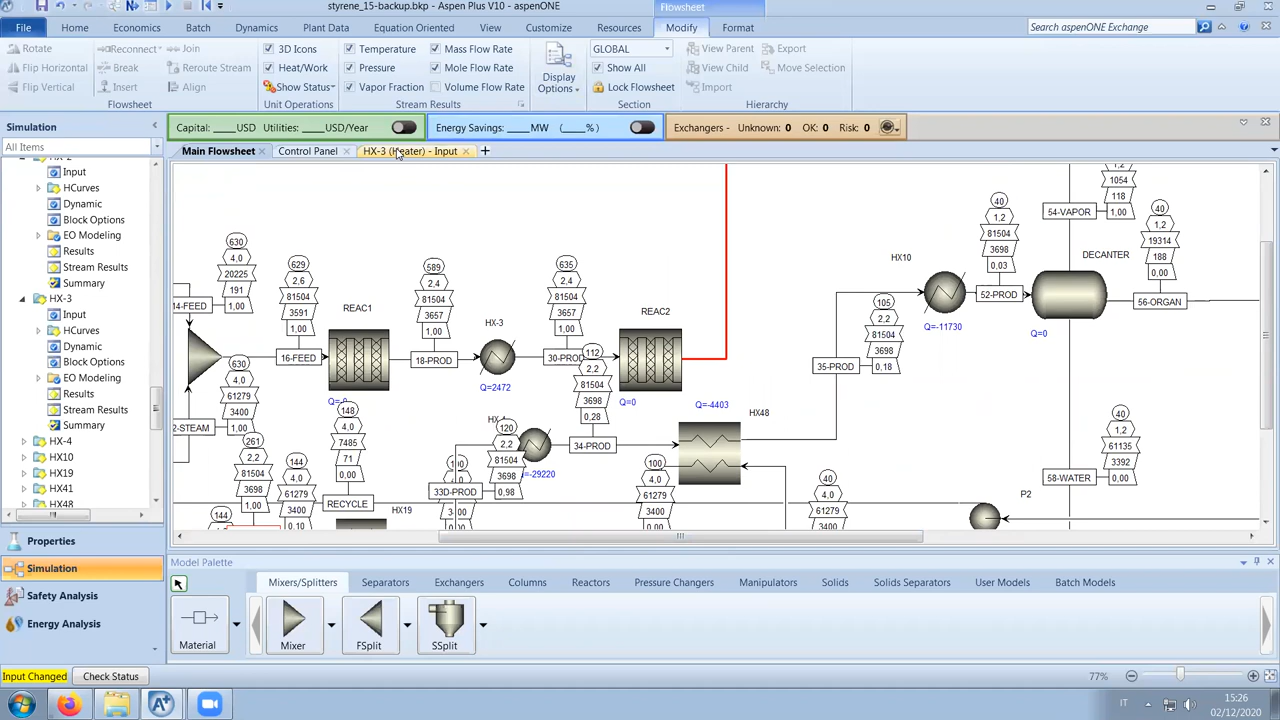 styrene_15-backup.bkp - Aspen Plus V10 - aspenONE
Flowsheet
File
Home
Economics
Batch
Dynamics
Plant Data
Equation Oriented
View
Customize
Resources
Modify
Format
Search aspenONE Exchange
Rotate
Flip Horizontal
Flip Vertical
Reconnect
Break
Insert
Join
Reroute Stream
Align
Flowsheet
3D Icons
Heat/Work
Show Status
Unit Operations
Temperature
Pressure
Vapor Fraction
Mass Flow Rate
Mole Flow Rate
Volume Flow Rate
Stream Results
Display
Options
GLOBAL
Show All
Lock Flowsheet
Section
View Parent
View Child
Import
Export
Move Selection
Hierarchy
Simulation
All Items
Capital: ____USD Utilities: ____USD/Year
Energy Savings: ____MW (____%)
Exchangers - Unknown: 0 OK: 0 Risk: 0
Main Flowsheet
Control Panel
HX-3 (Heater) - Input
HX-2
Input
HCurves
Dynamic
Block Options
EO Modeling
Results
Stream Results
Summary
HX-3
Input
HCurves
Dynamic
Block Options
EO Modeling
Results
Stream Results
Summary
HX-4
HX10
HX19
HX41
HX48
Properties
Simulation
Safety Analysis
Energy Analysis
630
4,0
20225
191
1,00
14-FEED
629
2,6
81504
3591
1,00
16-FEED
REAC1
589
2,4
81504
3657
1,00
18-PROD
HX-3
Q=2472
635
2,4
81504
3657
1,00
30-PROD
REAC2
Q=0
112
2,2
81504
3698
0,28
34-PROD
630
4,0
61279
3400
1,00
2-STEAM
261
2,2
81504
3698
1,00
144
4,0
61279
3400
0,10
144
148
4,0
7485
71
0,00
RECYCLE
HX19
120
2,2
81504
3698
0,98
33D-PROD
=-29220
Q=-4403
HX48
100
4,0
61279
3400
0,00
40
4,0
61279
3400
35-PROD
105
2,2
81504
3698
0,18
HX10
Q=-11730
40
1,2
81504
3698
0,03
52-PROD
1054
118
1,00
54-VAPOR
DECANTER
Q=0
40
1,2
19314
188
0,00
56-ORGAN
40
1,2
61135
3392
0,00
58-WATER
P2
Model Palette
Mixers/Splitters
Separators
Exchangers
Columns
Reactors
Pressure Changers
Manipulators
Solids
Solids Separators
User Models
Batch Models
Material
Mixer
FSplit
SSplit
Input Changed
Check Status
77%
IT
15:26
02/12/2020